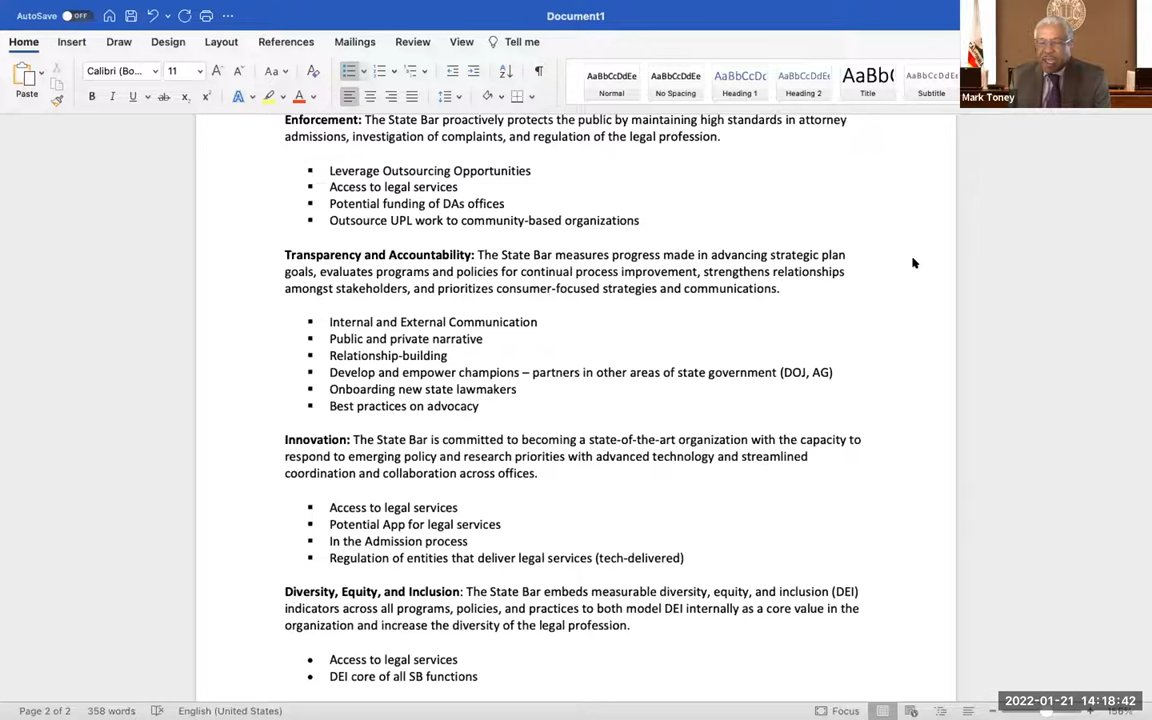 AutoSave OFF Document1
Home Insert Draw Design Layout References Mailings Review View Tell me
Calibri (Bo... 11 A A Aa A AaBbCcDdEe AaBbCcDdEe AaBbCcDc AaBbCcDdEe AaBb( AaBbCcDdEe
Paste B I U ab x₂ x² A A Normal No Spacing Heading 1 Heading 2 Title Subtitle
Mark Toney
Enforcement: The State Bar proactively protects the public by maintaining high standards in attorney
admissions, investigation of complaints, and regulation of the legal profession.
▪ Leverage Outsourcing Opportunities
▪ Access to legal services
▪ Potential funding of DAs offices
▪ Outsource UPL work to community-based organizations
Transparency and Accountability: The State Bar measures progress made in advancing strategic plan
goals, evaluates programs and policies for continual process improvement, strengthens relationships
amongst stakeholders, and prioritizes consumer-focused strategies and communications.
▪ Internal and External Communication
▪ Public and private narrative
▪ Relationship-building
▪ Develop and empower champions – partners in other areas of state government (DOJ, AG)
▪ Onboarding new state lawmakers
▪ Best practices on advocacy
Innovation: The State Bar is committed to becoming a state-of-the-art organization with the capacity to
respond to emerging policy and research priorities with advanced technology and streamlined
coordination and collaboration across offices.
▪ Access to legal services
▪ Potential App for legal services
▪ In the Admission process
▪ Regulation of entities that deliver legal services (tech-delivered)
Diversity, Equity, and Inclusion: The State Bar embeds measurable diversity, equity, and inclusion (DEI)
indicators across all programs, policies, and practices to both model DEI internally as a core value in the
organization and increase the diversity of the legal profession.
• Access to legal services
• DEI core of all SB functions
2022-01-21 14:18:42
Page 2 of 2 358 words English (United States) Focus